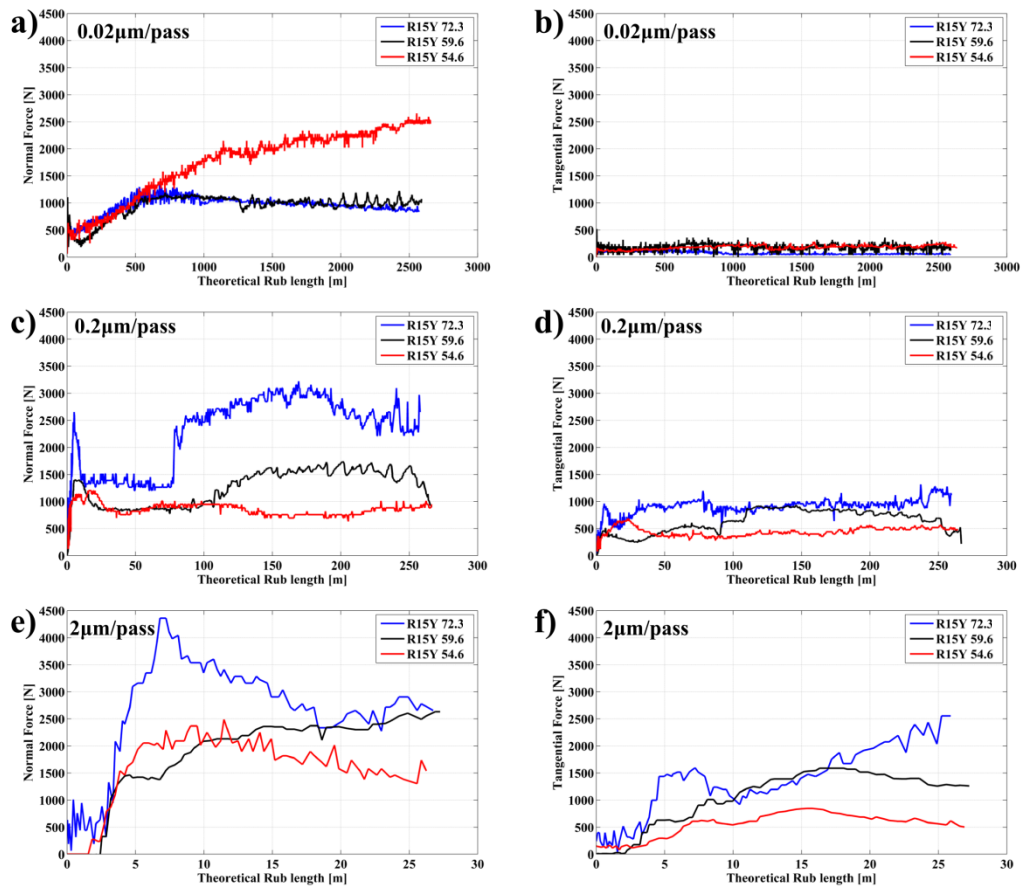 a)
0.02μm/pass
R15Y 72.3
R15Y 59.6
R15Y 54.6
Normal Force [N]
4500
4000
3500
3000
2500
2000
1500
1000
500
0
0 500 1000 1500 2000 2500 3000
Theoretical Rub length [m]
b)
0.02μm/pass
R15Y 72.3
R15Y 59.6
R15Y 54.6
Tangential Force [N]
4500
4000
3500
3000
2500
2000
1500
1000
500
0
0 500 1000 1500 2000 2500 3000
Theoretical Rub length [m]
c)
0.2μm/pass
R15Y 72.3
R15Y 59.6
R15Y 54.6
Normal Force [N]
4500
4000
3500
3000
2500
2000
1500
1000
500
0
0 50 100 150 200 250 300
Theoretical Rub length [m]
d)
0.2μm/pass
R15Y 72.3
R15Y 59.6
R15Y 54.6
Tangential Force [N]
4500
4000
3500
3000
2500
2000
1500
1000
500
0
0 50 100 150 200 250 300
Theoretical Rub length [m]
e)
2μm/pass
R15Y 72.3
R15Y 59.6
R15Y 54.6
Normal Force [N]
4500
4000
3500
3000
2500
2000
1500
1000
500
0
0 5 10 15 20 25 30
Theoretical Rub length [m]
f)
2μm/pass
R15Y 72.3
R15Y 59.6
R15Y 54.6
Tangential Force [N]
4500
4000
3500
3000
2500
2000
1500
1000
500
0
0 5 10 15 20 25 30
Theoretical Rub length [m]